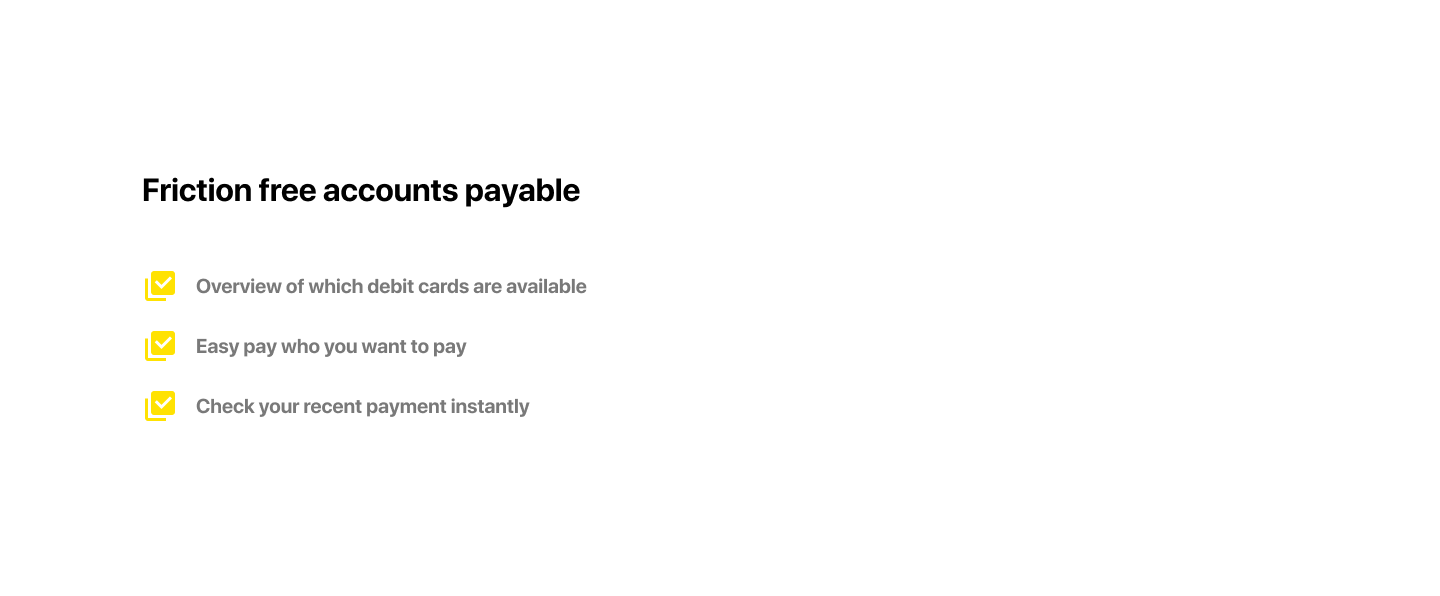 Friction free accounts payable
Overview of which debit cards are available
Easy pay who you want to pay
Check your recent payment instantly